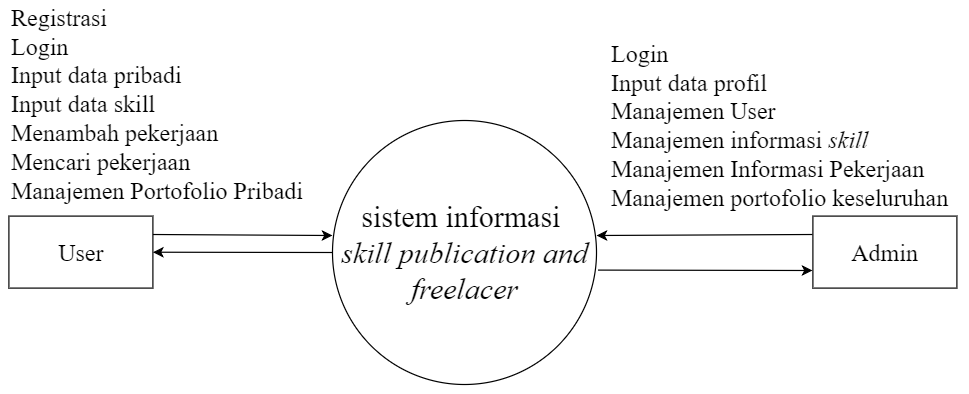 Registrasi
Login
Input data pribadi
Input data skill
Menambah pekerjaan
Mencari pekerjaan
Manajemen Portofolio Pribadi
User
sistem informasi
skill publication and
freelacer
Login
Input data profil
Manajemen User
Manajemen informasi skill
Manajemen Informasi Pekerjaan
Manajemen portofolio keseluruhan
Admin